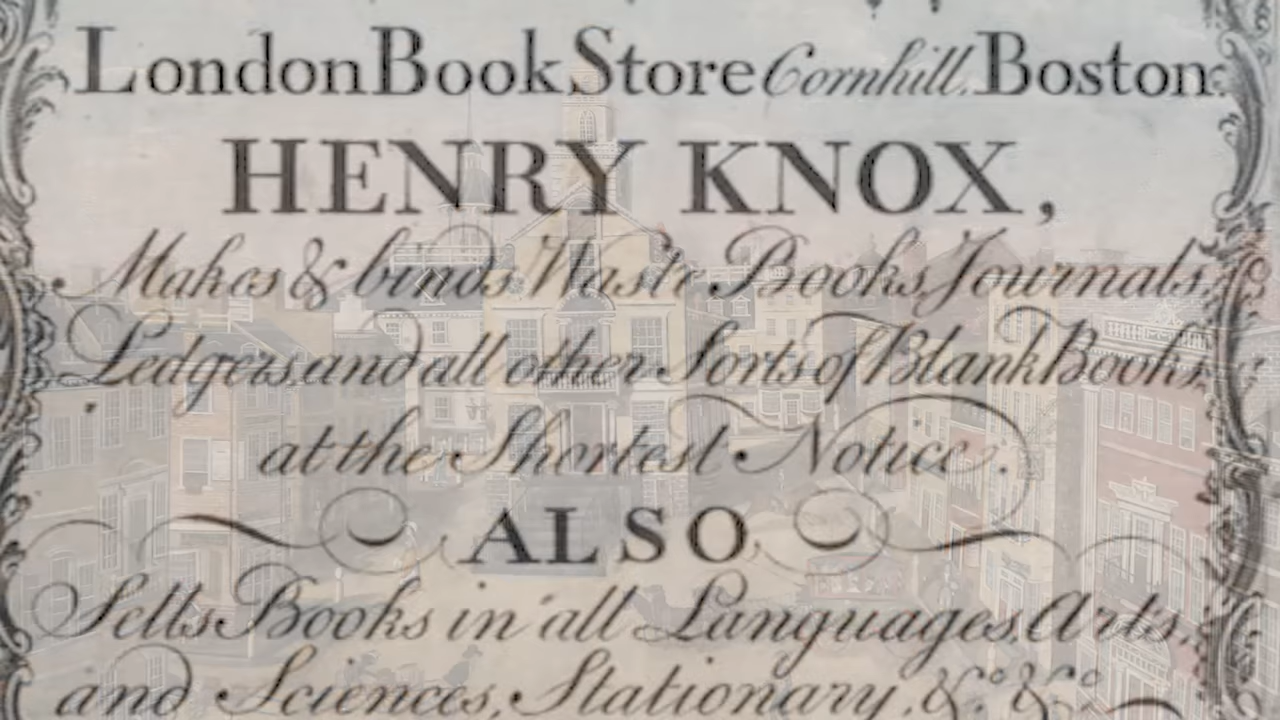 London Book Store Cornhill. Boston
HENRY KNOX,
Makes & binds Waste Books, Journals,
Ledgers and all other Sorts of Blank Books
at the Shortest Notice.
ALSO
Sells Books in all Languages, Arts,
and Sciences, Stationary, &c. &c.